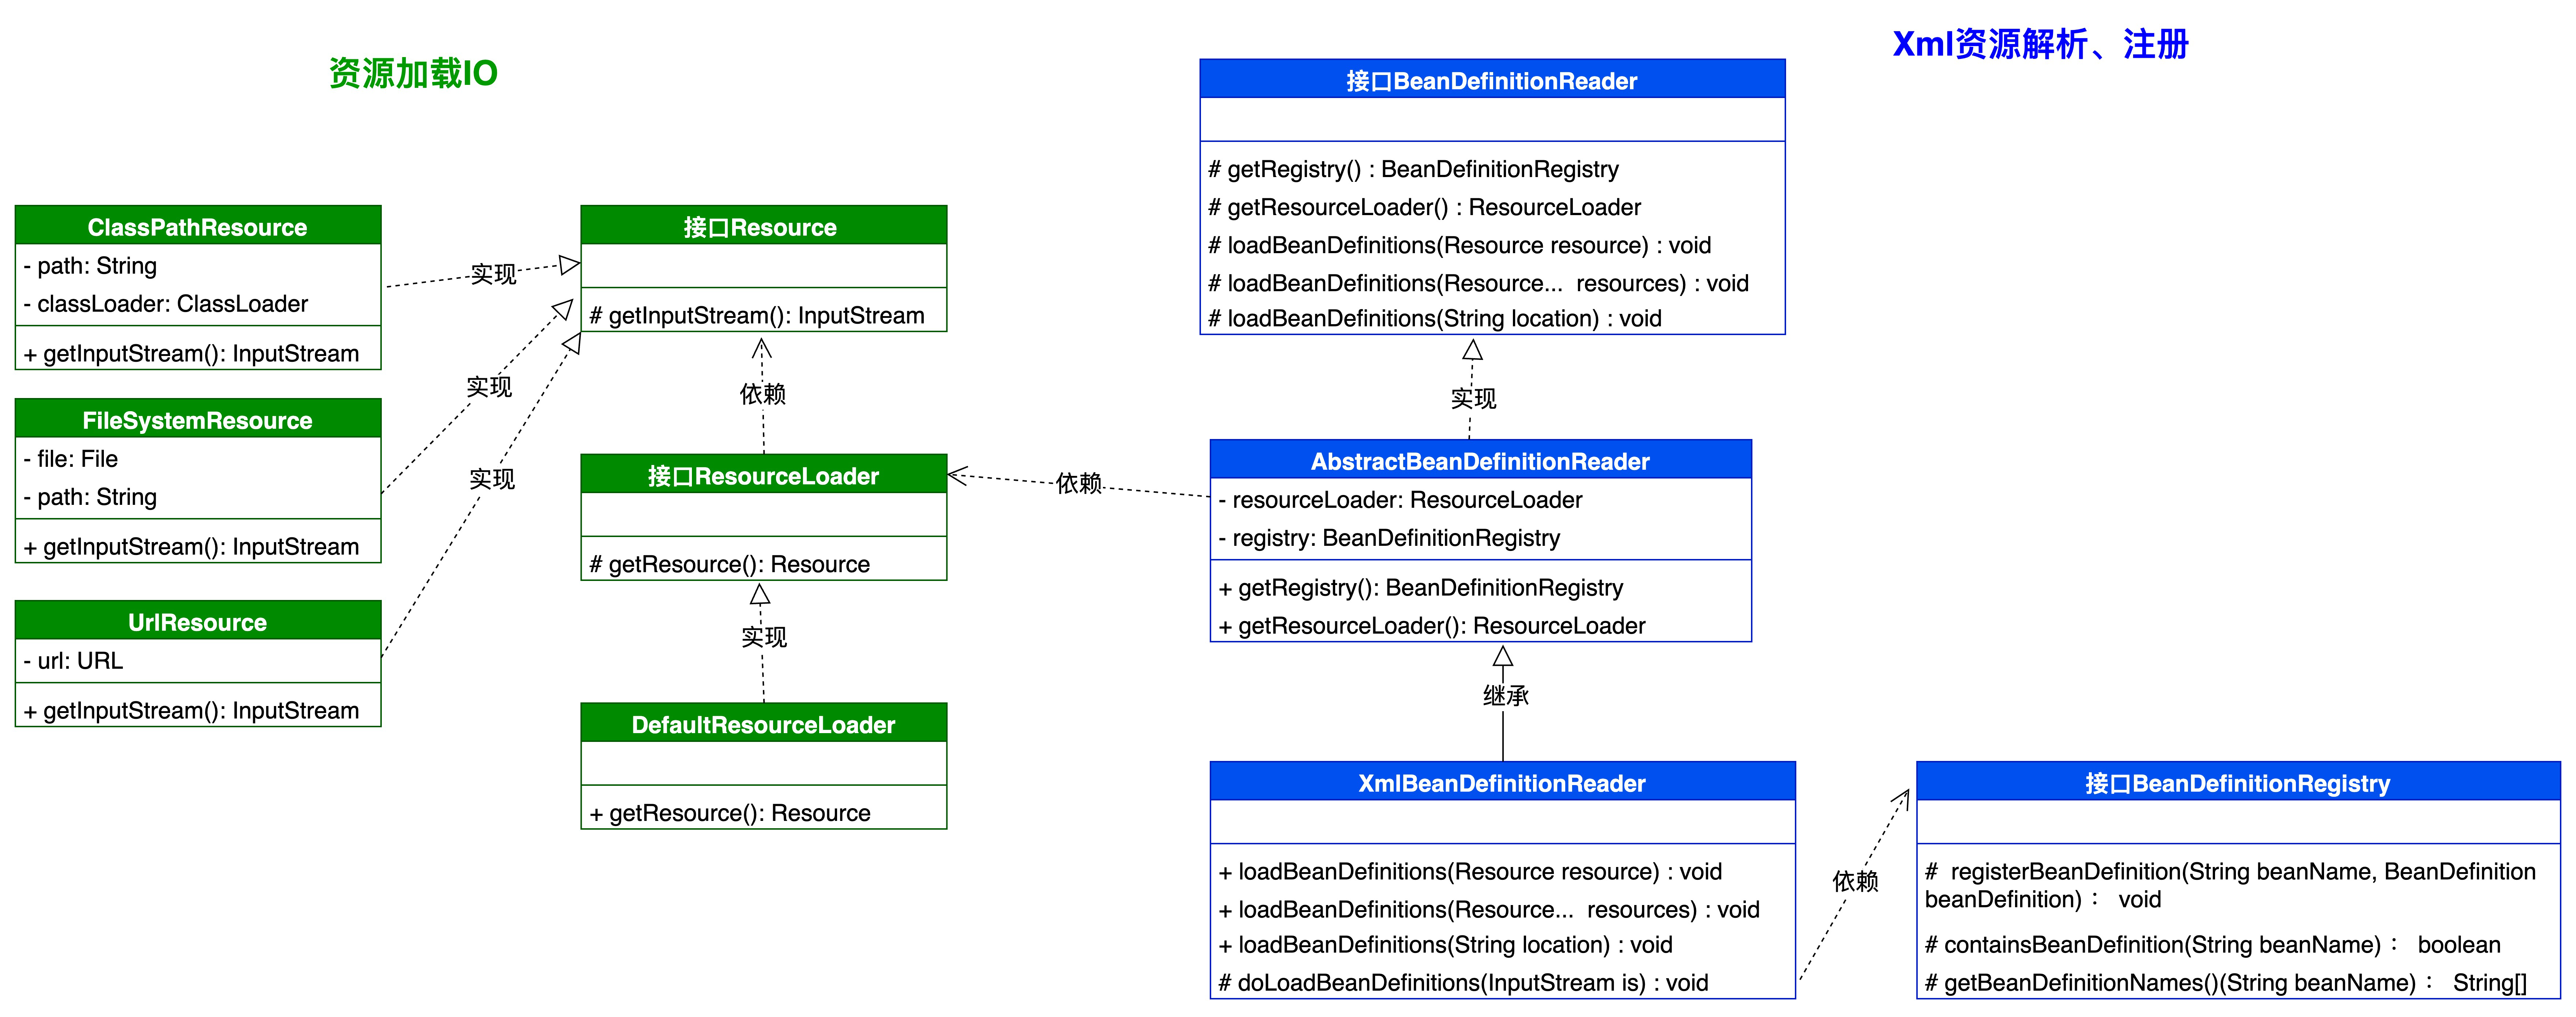 资源加载IO
Xml资源解析、注册
ClassPathResource
- path: String
- classLoader: ClassLoader
+ getInputStream(): InputStream
FileSystemResource
- file: File
- path: String
+ getInputStream(): InputStream
UrlResource
- url: URL
+ getInputStream(): InputStream
实现
实现
实现
接口Resource
# getInputStream(): InputStream
依赖
接口ResourceLoader
# getResource(): Resource
实现
DefaultResourceLoader
+ getResource(): Resource
依赖
接口BeanDefinitionReader
# getRegistry() : BeanDefinitionRegistry
# getResourceLoader() : ResourceLoader
# loadBeanDefinitions(Resource resource) : void
# loadBeanDefinitions(Resource... resources) : void
# loadBeanDefinitions(String location) : void
实现
AbstractBeanDefinitionReader
- resourceLoader: ResourceLoader
- registry: BeanDefinitionRegistry
+ getRegistry(): BeanDefinitionRegistry
+ getResourceLoader(): ResourceLoader
继承
XmlBeanDefinitionReader
+ loadBeanDefinitions(Resource resource) : void
+ loadBeanDefinitions(Resource... resources) : void
+ loadBeanDefinitions(String location) : void
# doLoadBeanDefinitions(InputStream is) : void
依赖
接口BeanDefinitionRegistry
# registerBeanDefinition(String beanName, BeanDefinition
beanDefinition)： void
# containsBeanDefinition(String beanName)： boolean
# getBeanDefinitionNames()(String beanName)： String[]